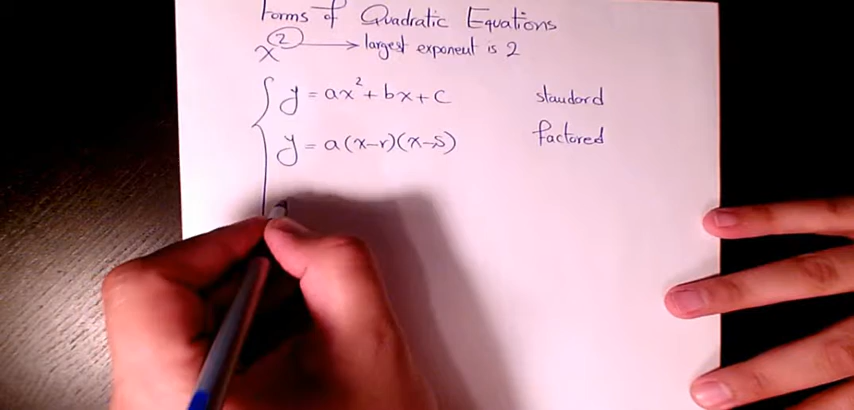 Forms of Quadratic Equations
x² → largest exponent is 2
y = ax² + bx + c standard
y = a(x-r)(x-s) factored